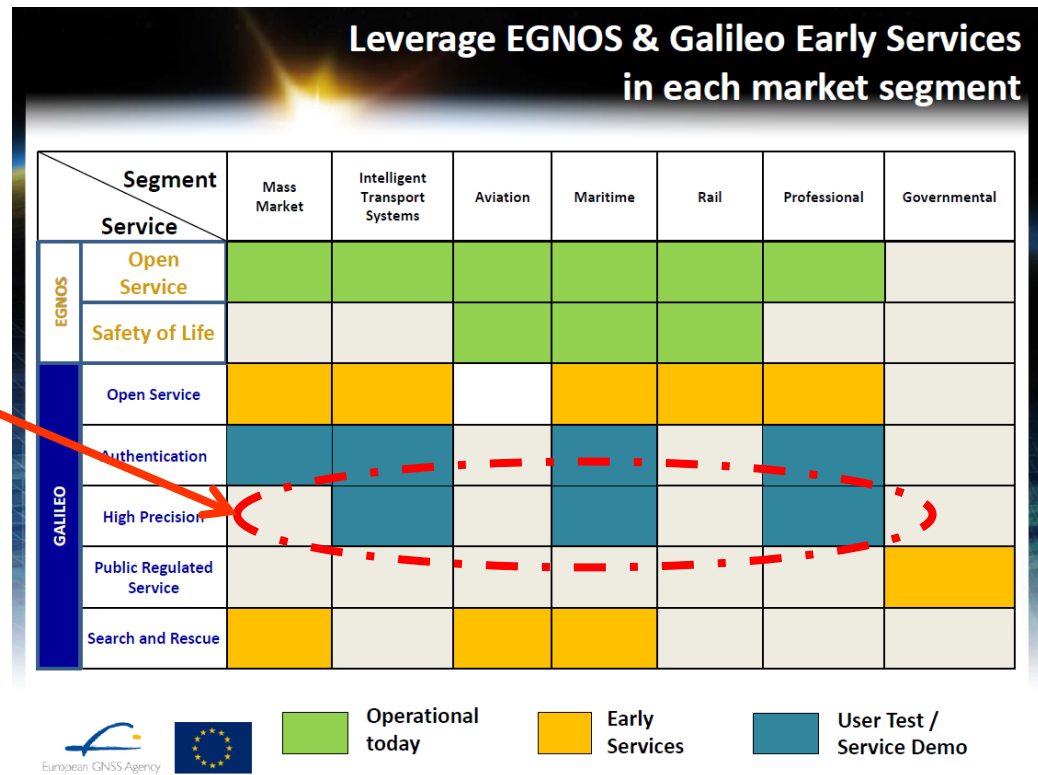 Leverage EGNOS & Galileo Early Services
in each market segment
Segment
Service
Mass
Market
Intelligent
Transport
Systems
Aviation
Maritime
Rail
Professional
Governmental
EGNOS
Open
Service
Safety of Life
GALILEO
Open Service
Authentication
High Precision
Public Regulated
Service
Search and Rescue
European GNSS Agency
Operational
today
Early
Services
User Test /
Service Demo